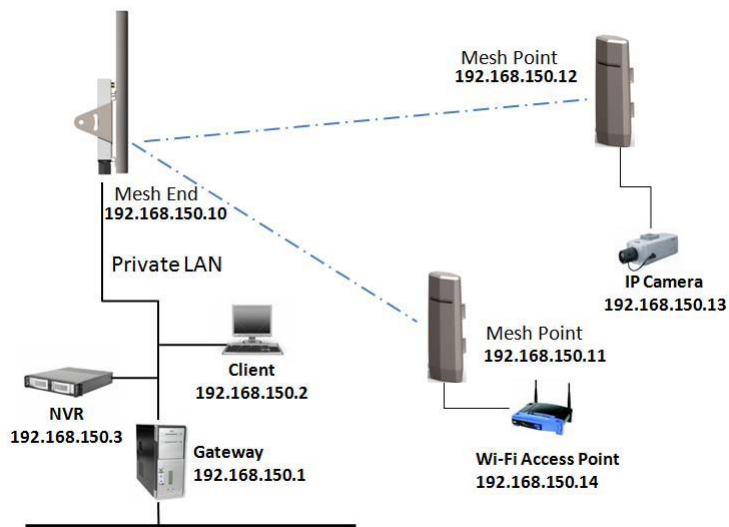 Mesh Point
192.168.150.12
Mesh End
192.168.150.10
Private LAN
IP Camera
192.168.150.13
Mesh Point
192.168.150.11
Client
192.168.150.2
NVR
192.168.150.3
Gateway
192.168.150.1
Wi-Fi Access Point
192.168.150.14